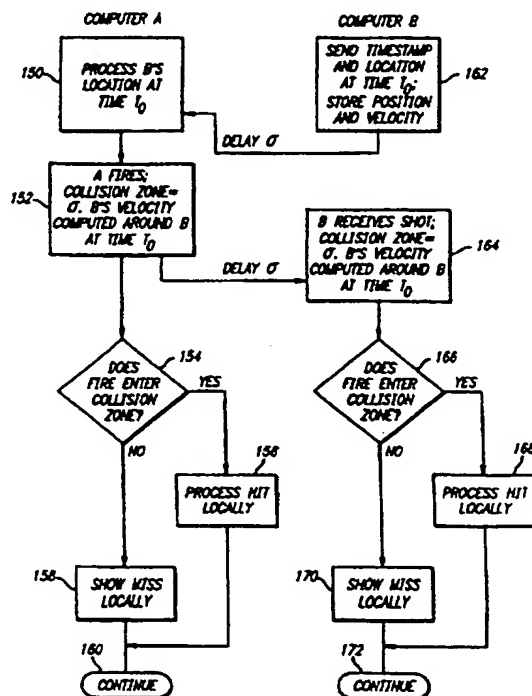 COMPUTER A
COMPUTER B
150
PROCESS B'S
LOCATION AT
TIME T0
SEND TIMESTAMP
AND LOCATION
AT TIME T0;
STORE POSITION
AND VELOCITY
162
DELAY σ
152
A FIRES;
COLLISION ZONE=
σ. B'S VELOCITY
COMPUTED AROUND B
AT TIME T0
DELAY σ
B RECEIVES SHOT;
COLLISION ZONE=
σ. B'S VELOCITY
COMPUTED AROUND B
AT TIME T0
164
154
DOES
FIRE ENTER
COLLISION
ZONE?
YES
NO
166
DOES
FIRE ENTER
COLLISION
ZONE?
YES
NO
156
PROCESS HIT
LOCALLY
168
PROCESS HIT
LOCALLY
158
SHOW MISS
LOCALLY
170
SHOW MISS
LOCALLY
160
CONTINUE
172
CONTINUE